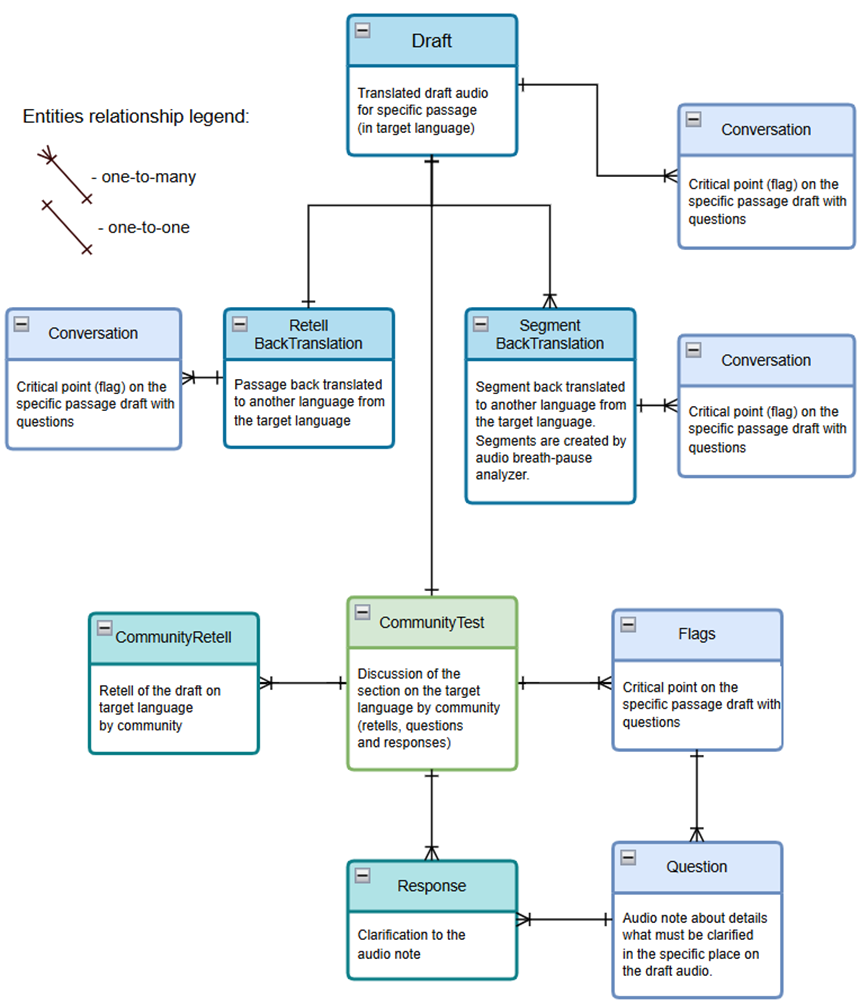 Draft
Translated draft audio
for specific passage
(in target language)
Entities relationship legend:
- one-to-many
- one-to-one
Conversation
Critical point (flag) on the
specific passage draft with
questions
Conversation
Critical point (flag) on the
specific passage draft with
questions
Retell
BackTranslation
Passage back translated
to another language from
the target language
Segment
BackTranslation
Segment back translated
to another language from
the target language.
Segments are created by
audio breath-pause
analyzer.
Conversation
Critical point (flag) on the
specific passage draft with
questions
CommunityRetell
Retell of the draft on
target language
by community
CommunityTest
Discussion of the
section on the target
language by community
(retells, questions
and responses)
Flags
Critical point on the
specific passage draft with
questions
Response
Clarification to the
audio note
Question
Audio note about details
what must be clarified
in the specific place on
the draft audio.